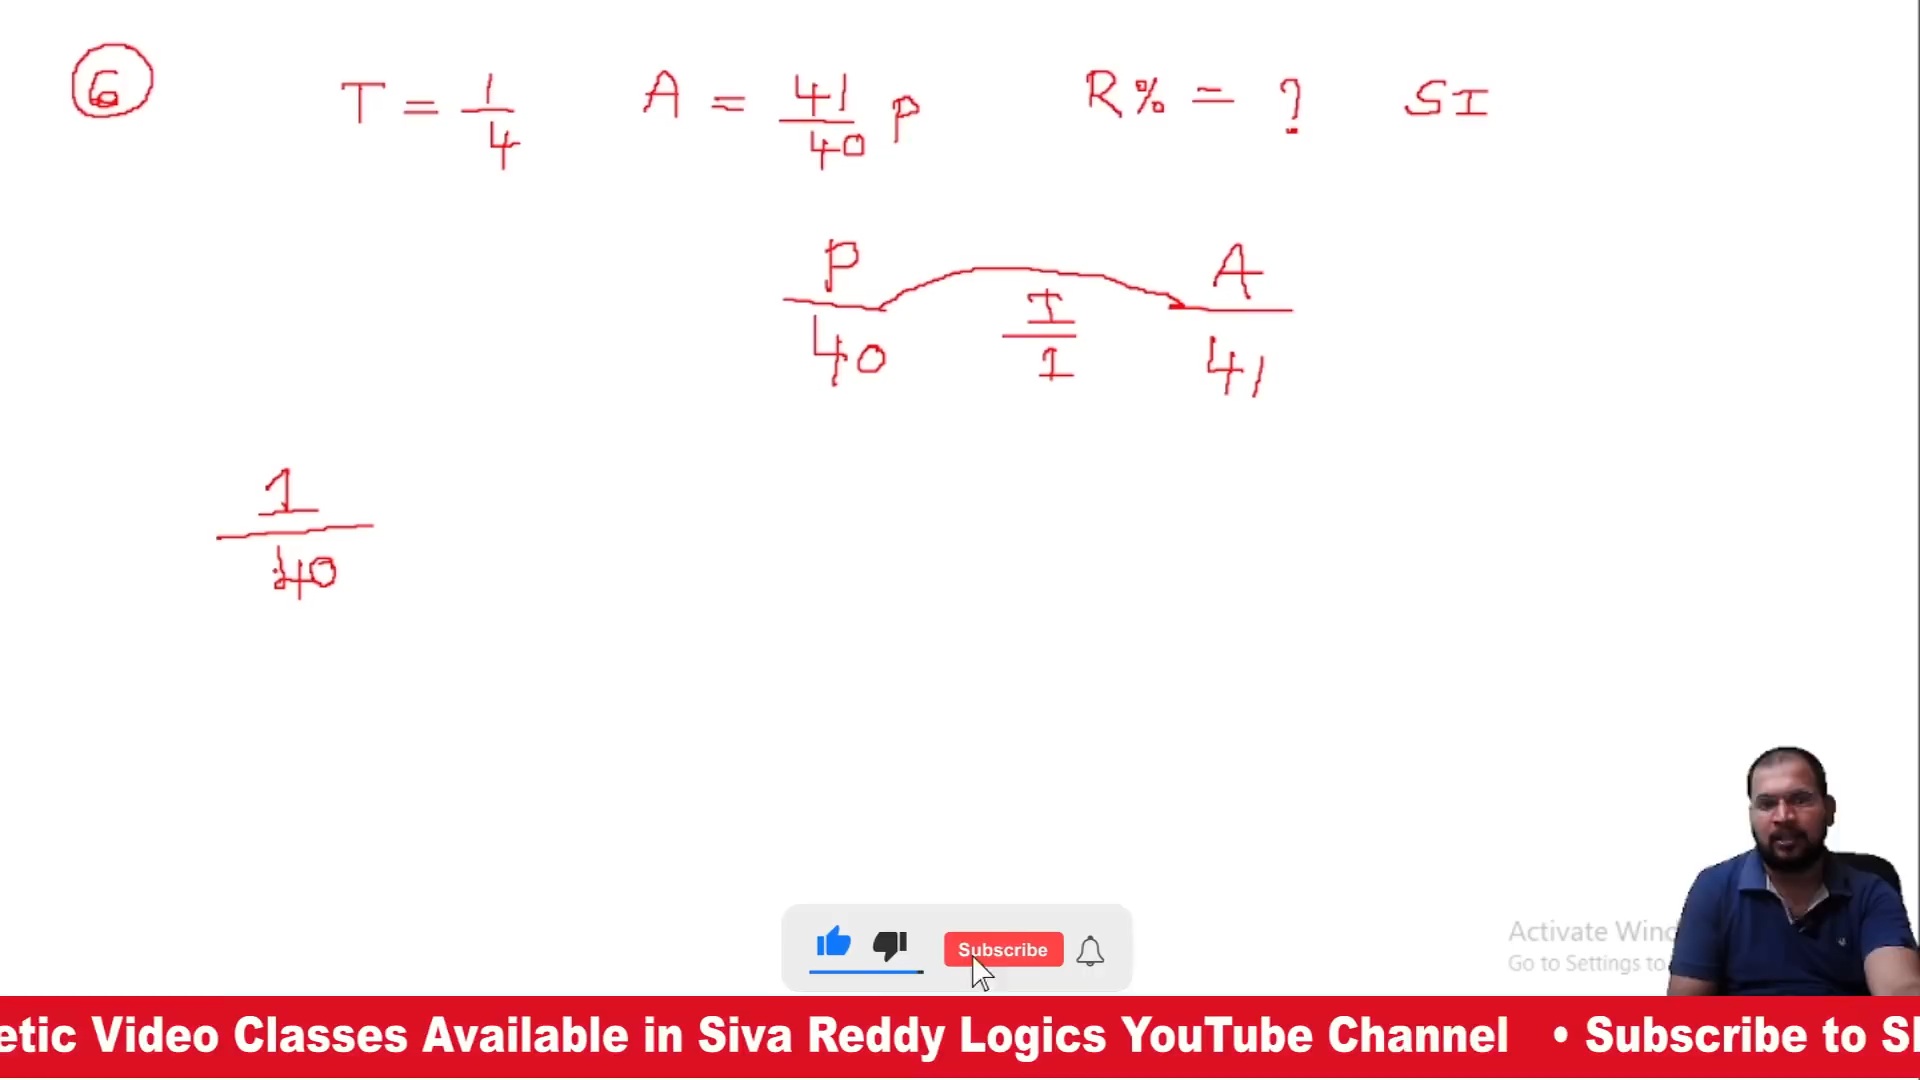 6 T = 1/4 A = 41/40 P R% = ? SI
P A
I
40 1 41
1/40
Subscribe
Activate Wind
Go to Settings to
etic Video Classes Available in Siva Reddy Logics YouTube Channel • Subscribe to S